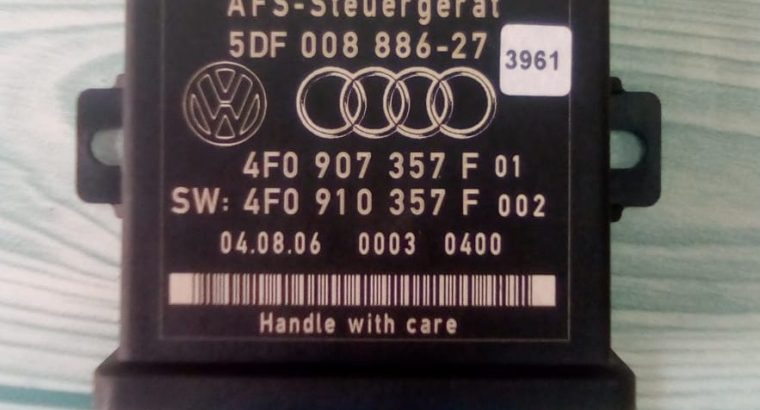 AFS-Steuergerät
5DF 008 886-27
3961
4F0 907 357 F 01
SW: 4F0 910 357 F 002
04.08.06 0003 0400
Handle with care